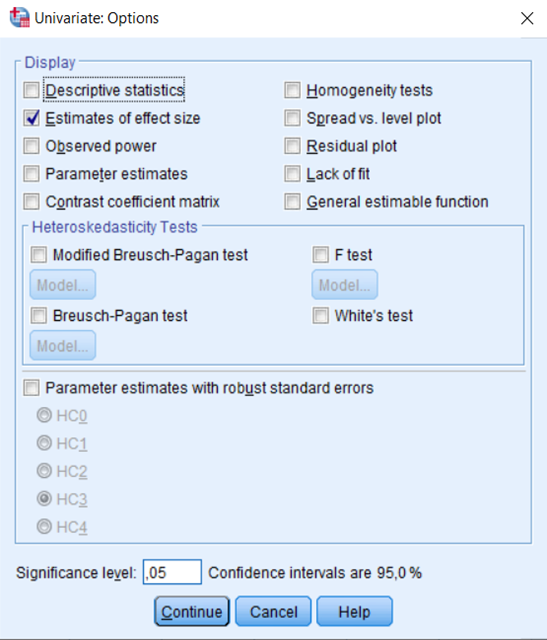 Univariate: Options
Display
Descriptive statistics
Homogeneity tests
Estimates of effect size
Spread vs. level plot
Observed power
Residual plot
Parameter estimates
Lack of fit
Contrast coefficient matrix
General estimable function
Heteroskedasticity Tests
Modified Breusch-Pagan test
F test
Model...
Model...
Breusch-Pagan test
White's test
Model...
Parameter estimates with robust standard errors
HC0
HC1
HC2
HC3
HC4
Significance level: ,05 Confidence intervals are 95,0 %
Continue Cancel Help